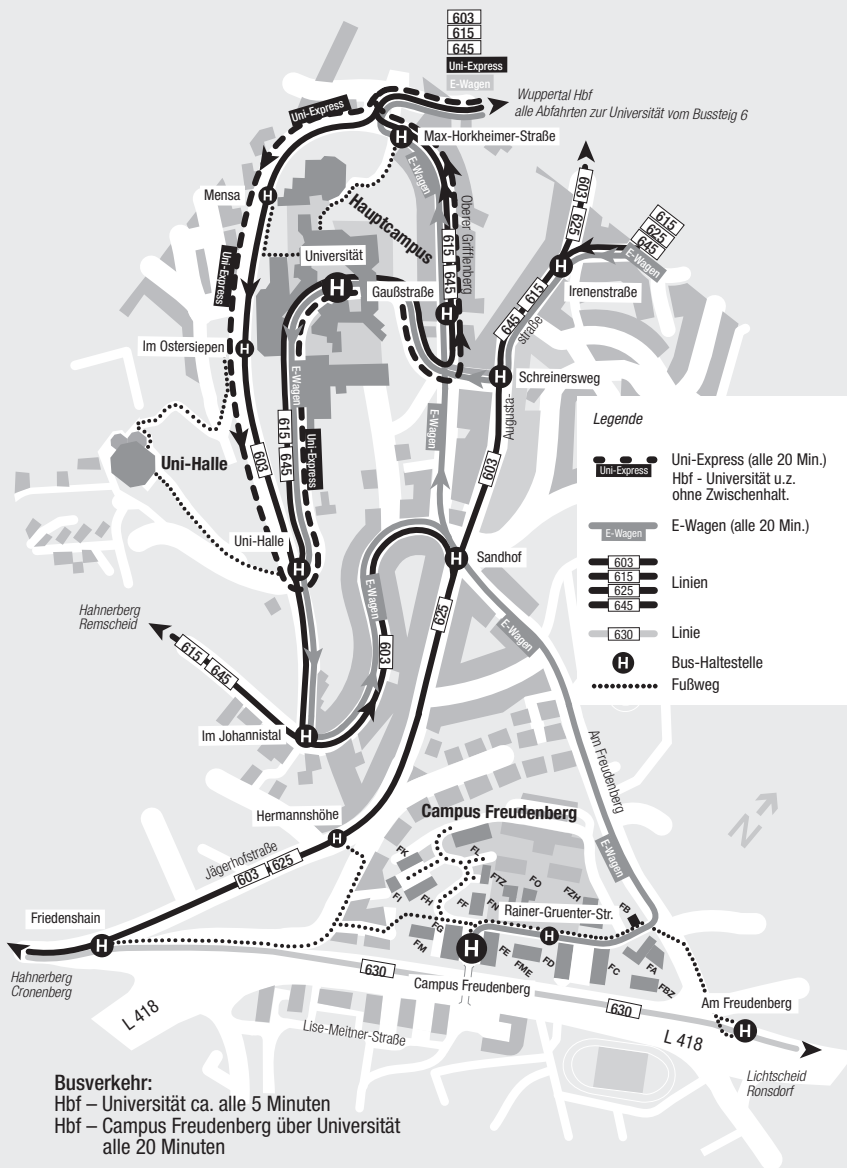 603
615
645
Uni-Express
E-Wagen
Wuppertal Hbf
alle Abfahrten zur Universität vom Bussteig 6
Uni-Express
Max-Horkheimer-Straße
E-Wagen
Mensa
Hauptcampus
Oberer Grifflenberg
603
625
615
625
645
E-Wagen
Universität
615
645
Uni-Express
Gaußstraße
Irenenstraße
615
645
straße
Im Ostersiepen
Schreinersweg
E-Wagen
Augusta-
E-Wagen
Legende
Uni-Express
Uni-Express (alle 20 Min.)
Hbf - Universität u.z.
ohne Zwischenhalt.
E-Wagen
E-Wagen (alle 20 Min.)
603
615
625
645
Linien
630
Linie
H
Bus-Haltestelle
Fußweg
615
645
Uni-Express
603
603
Uni-Halle
Uni-Halle
Sandhof
E-Wagen
625
E-Wagen
603
Hahnerberg
Remscheid
615
645
Im Johannistal
Am Freudenberg
Hermannshöhe
Campus Freudenberg
E-Wagen
Jägerhofstraße
603
625
FK
FL
FI
FH
FTZ
FO
FZH
FF
FN
FB
Rainer-Gruenter-Str.
FG
FM
FE
FME
FD
FC
FA
FBZ
Friedenshain
Hahnerberg
Cronenberg
630
Campus Freudenberg
630
Am Freudenberg
L 418
Lise-Meitner-Straße
L 418
Lichtscheid
Ronsdorf
N
Busverkehr:
Hbf – Universität ca. alle 5 Minuten
Hbf – Campus Freudenberg über Universität
alle 20 Minuten